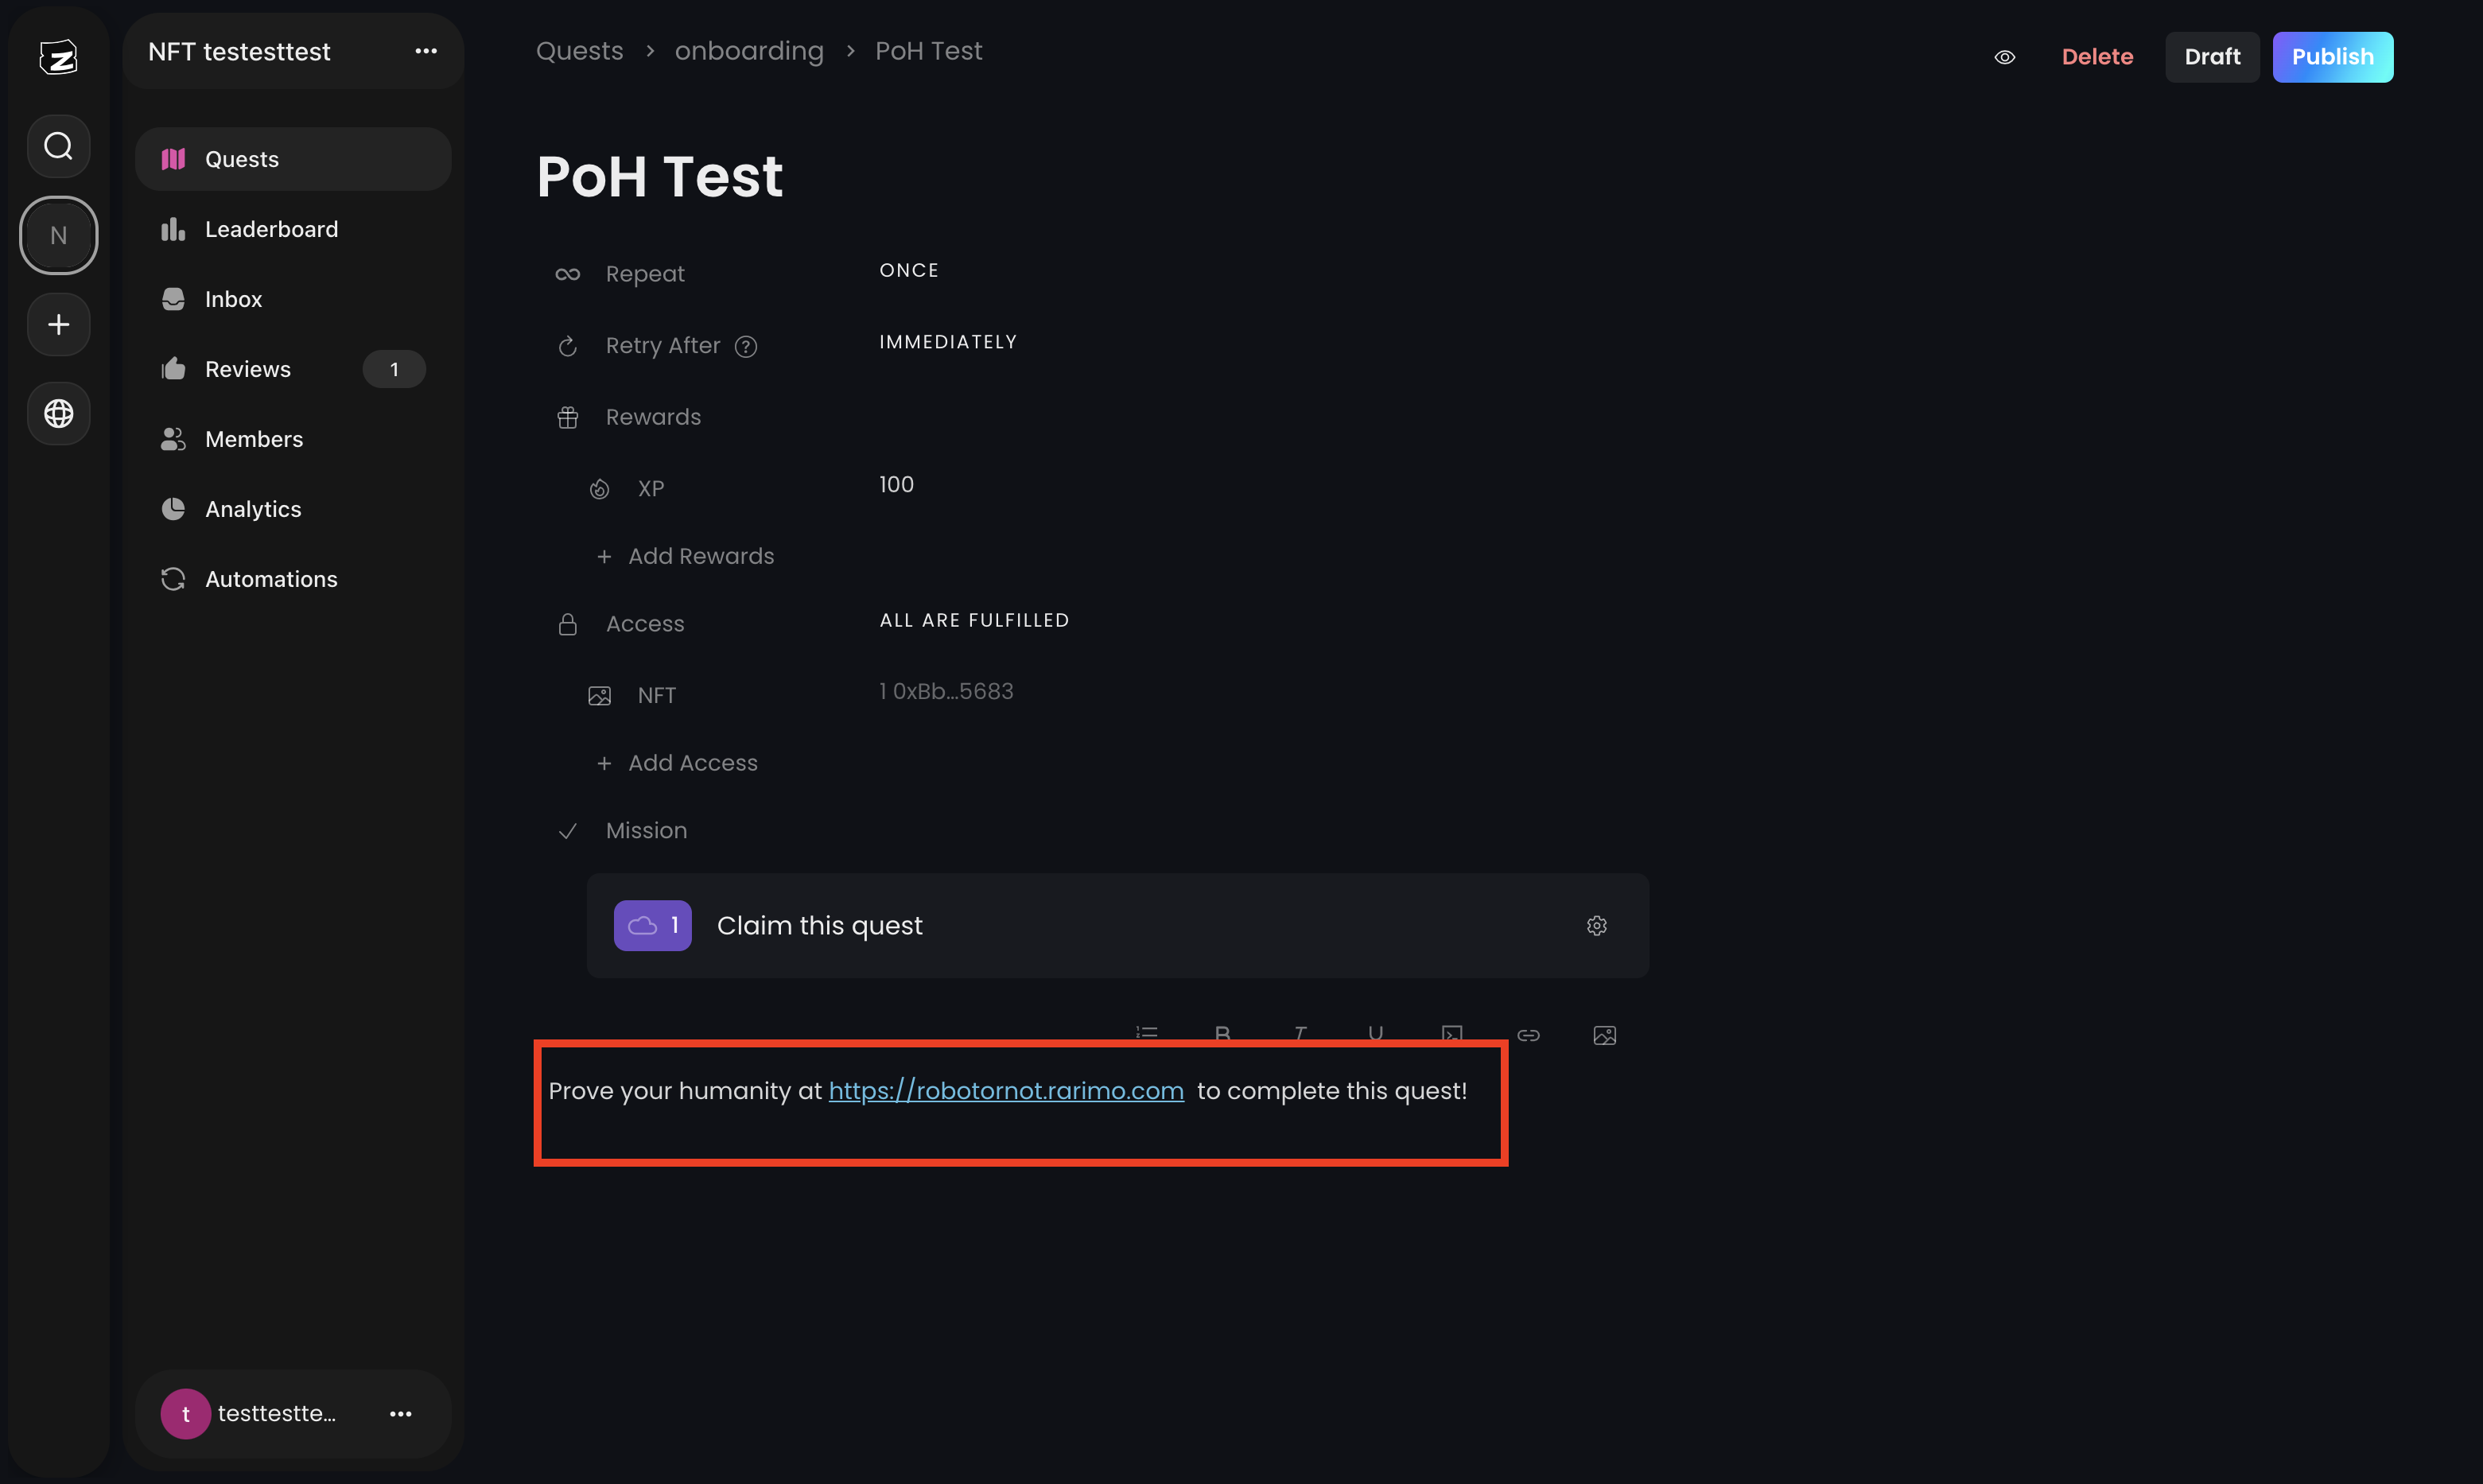 NFT testesttest
N
Quests
Leaderboard
Inbox
Reviews 1
Members
Analytics
Automations
t testtestte...
Quests > onboarding > PoH Test
Delete Draft Publish
PoH Test
Repeat ONCE
Retry After ? IMMEDIATELY
Rewards
XP 100
+ Add Rewards
Access ALL ARE FULFILLED
NFT 1 0xBb...5683
+ Add Access
Mission
1 Claim this quest
B T U
Prove your humanity at https://robotornot.rarimo.com to complete this quest!